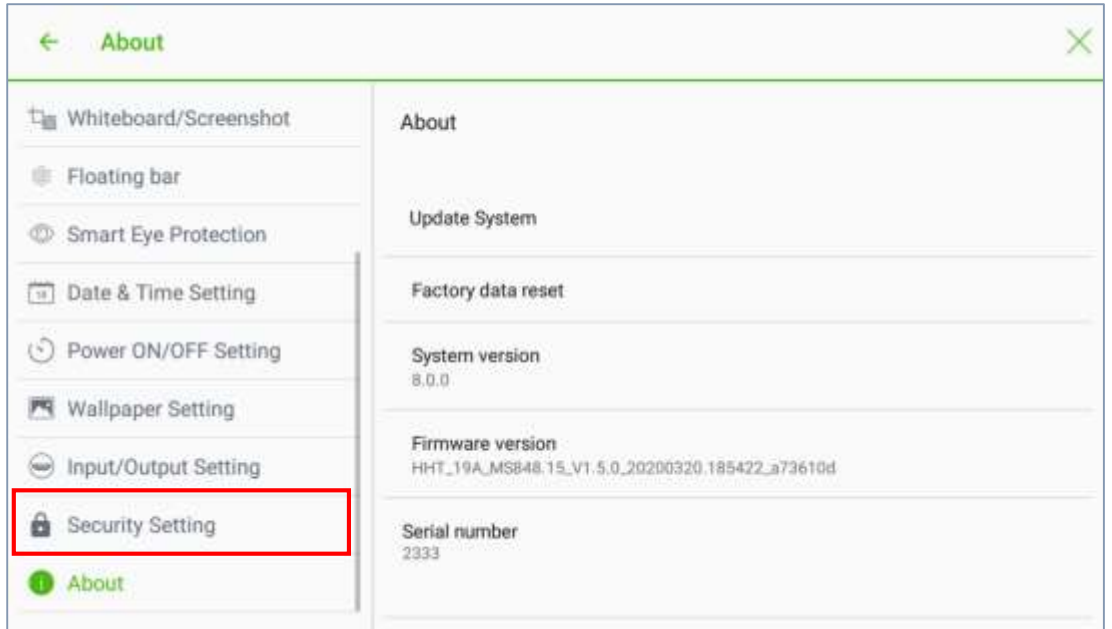 About
Whiteboard/Screenshot
Floating bar
Smart Eye Protection
Date & Time Setting
Power ON/OFF Setting
Wallpaper Setting
Input/Output Setting
Security Setting
About
About
Update System
Factory data reset
System version
8.0.0
Firmware version
HHT_19A_MS848.15_V1.5.0_20200320.185422_a73610d
Serial number
2333